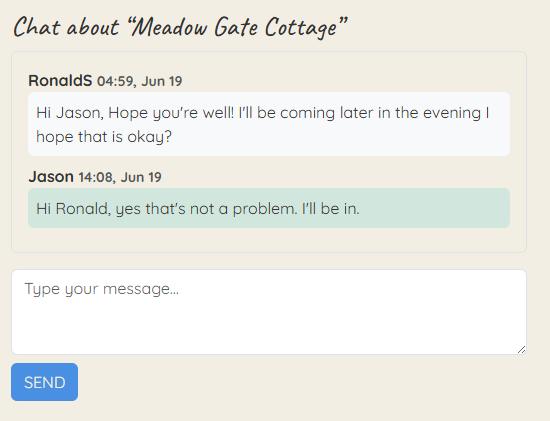 Chat about “Meadow Gate Cottage”
RonaldS 04:59, Jun 19
Hi Jason, Hope you're well! I'll be coming later in the evening I
hope that is okay?
Jason 14:08, Jun 19
Hi Ronald, yes that's not a problem. I'll be in.
Type your message...
SEND